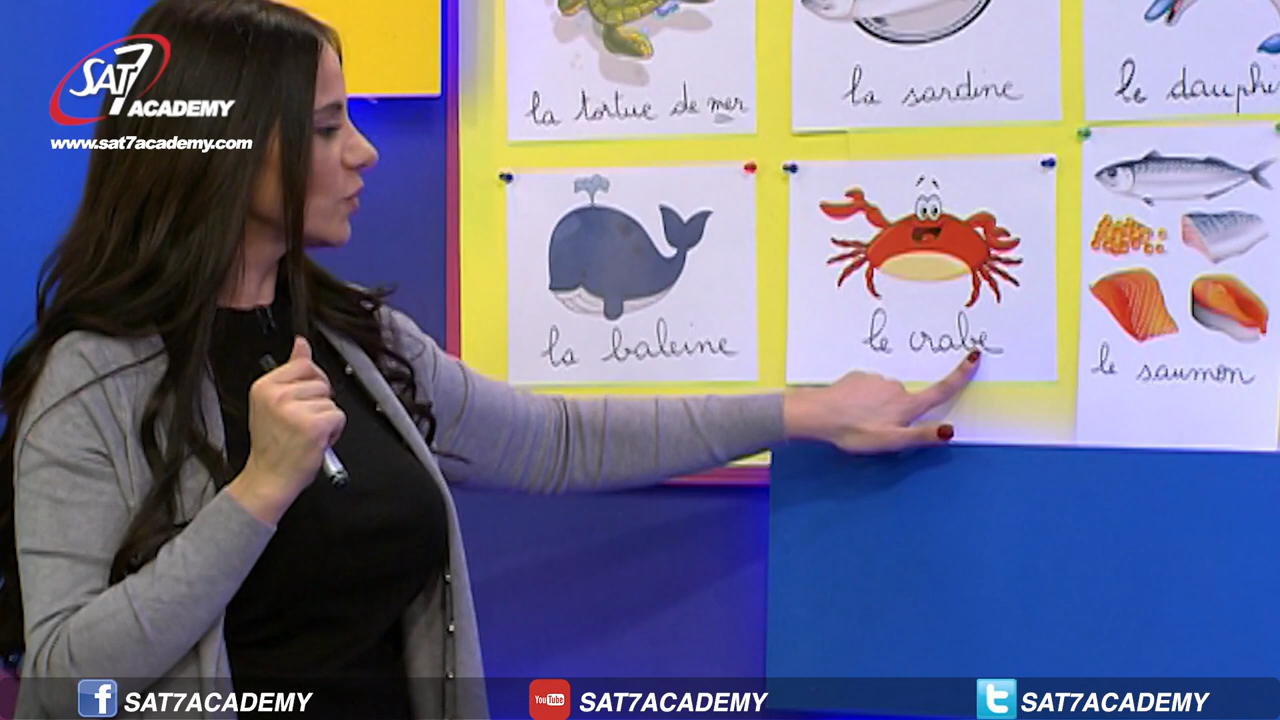 SAT7
ACADEMY
www.sat7academy.com
la tortue de mer
la sardine
le dauphi
la baleine
le crabe
le saumon
SAT7ACADEMY
YouTube
SAT7ACADEMY
SAT7ACADEMY